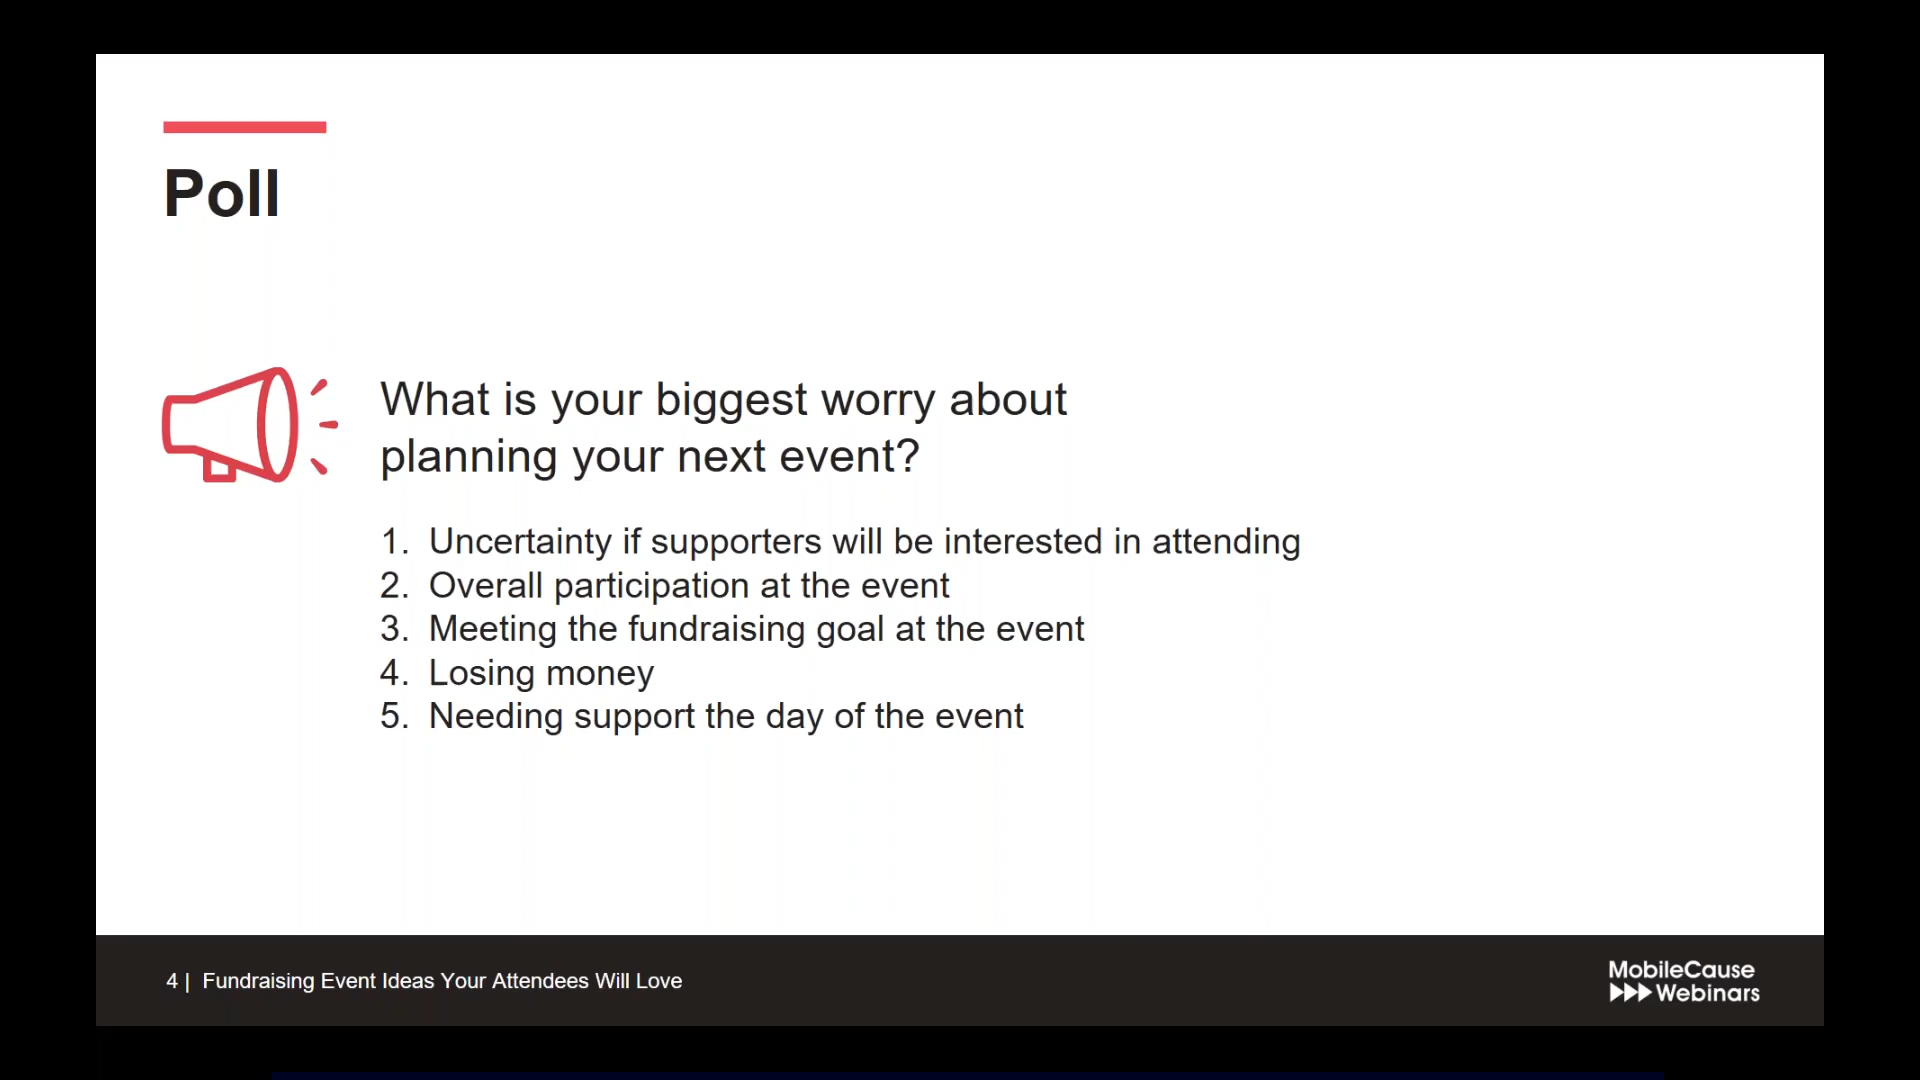 Poll
What is your biggest worry about
planning your next event?
1. Uncertainty if supporters will be interested in attending
2. Overall participation at the event
3. Meeting the fundraising goal at the event
4. Losing money
5. Needing support the day of the event
4 | Fundraising Event Ideas Your Attendees Will Love
MobileCause
Webinars